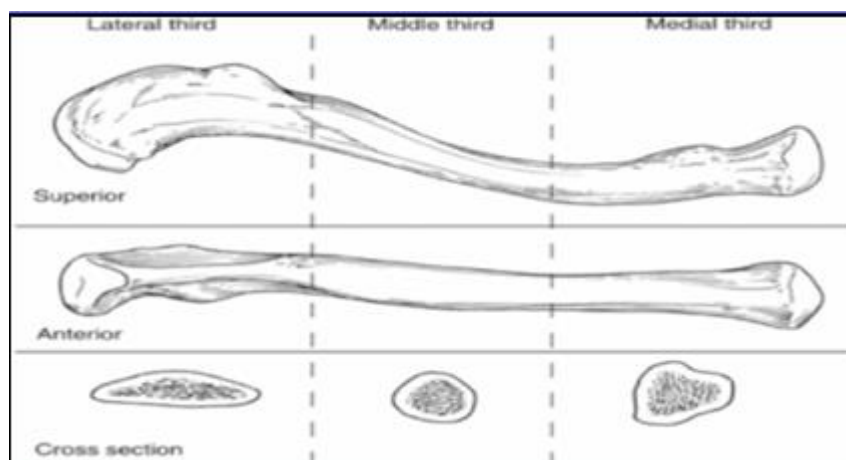 Lateral third Middle third Medial third
Superior
Anterior
Cross section